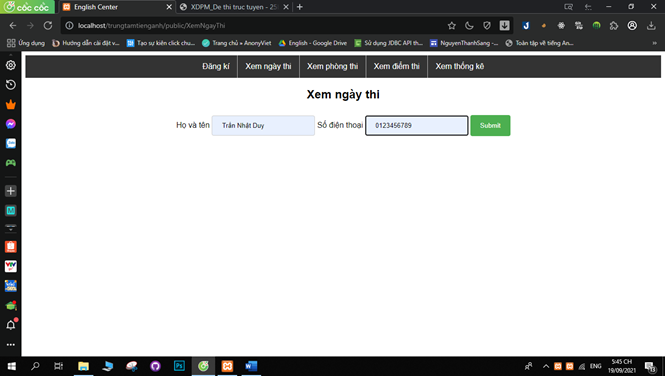 cốc cốc
English Center
XDPM_De thi truc tuyen - 25
localhost/trungtamtienganh/public/XemNgayThi
Ứng dụng
Hướng dẫn cài đặt v...
Tạo sự kiện click chu...
Trang chủ » AnonyViet
English - Google Drive
Sử dụng JDBC API th...
NguyenThanhSang -...
Toàn tập về tiếng An...
Đăng kí
Xem ngày thi
Xem phòng thi
Xem điểm thi
Xem thống kê
Xem ngày thi
Họ và tên Trần Nhật Duy Số điện thoại 0123456789 Submit
ENG
5:45 CH
19/09/2021